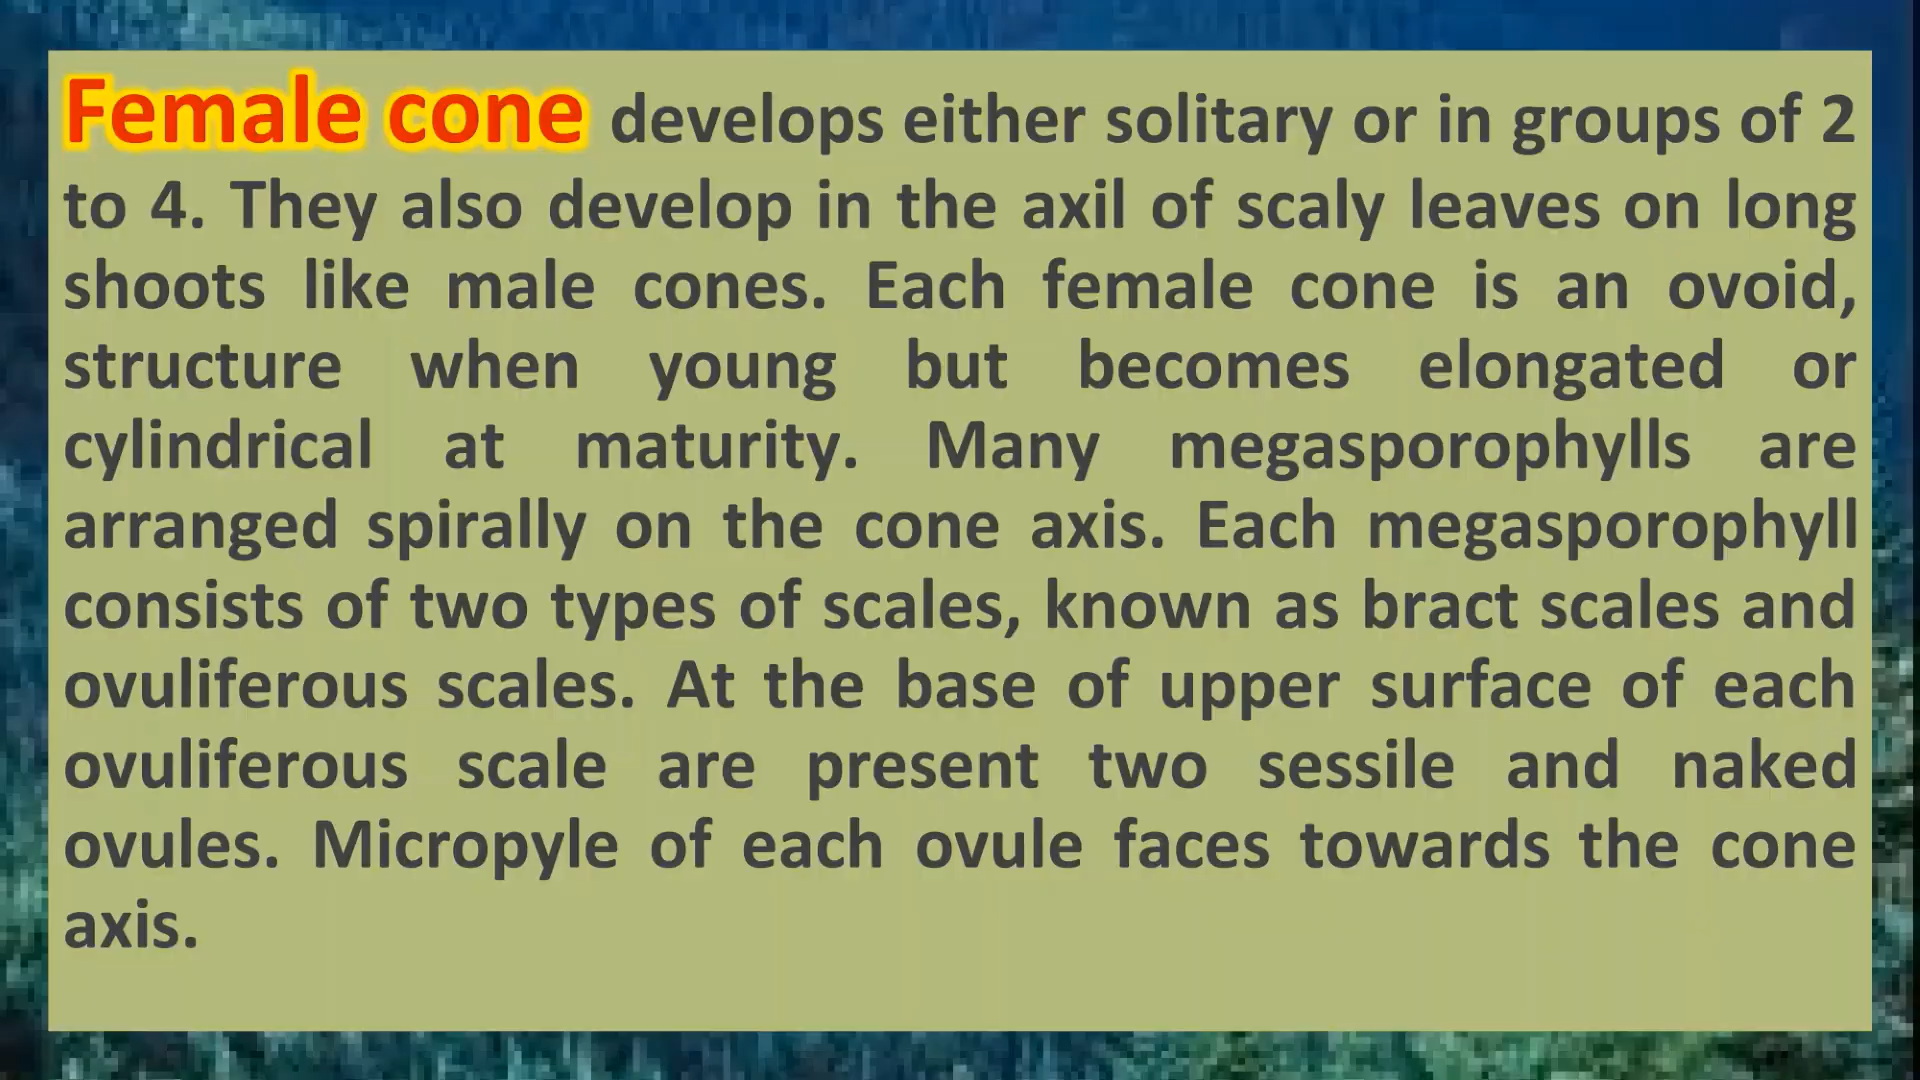 Female cone develops either solitary or in groups of 2
to 4. They also develop in the axil of scaly leaves on long
shoots like male cones. Each female cone is an ovoid,
structure when young but becomes elongated or
cylindrical at maturity. Many megasporophylls are
arranged spirally on the cone axis. Each megasporophyll
consists of two types of scales, known as bract scales and
ovuliferous scales. At the base of upper surface of each
ovuliferous scale are present two sessile and naked
ovules. Micropyle of each ovule faces towards the cone
axis.